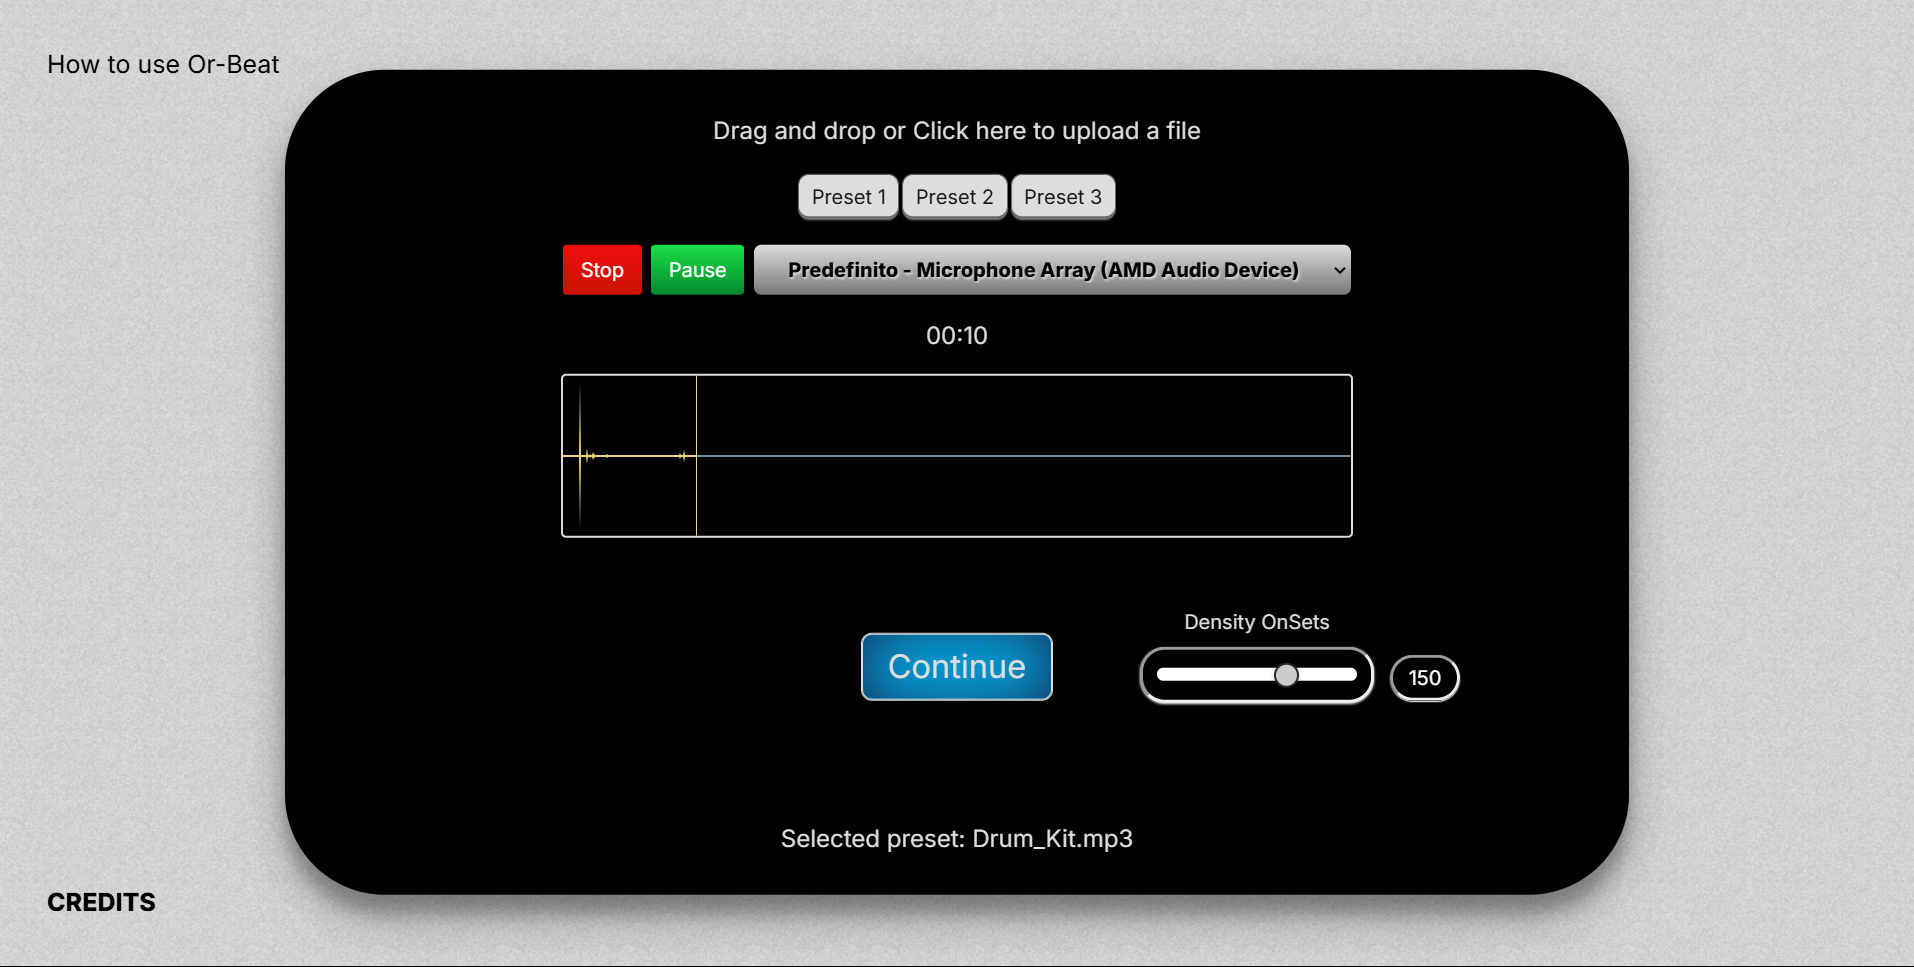 How to use Or-Beat
Drag and drop or Click here to upload a file
Preset 1 Preset 2 Preset 3
Stop Pause Predefinito - Microphone Array (AMD Audio Device)
00:10
Density OnSets
Continue
150
Selected preset: Drum_Kit.mp3
CREDITS